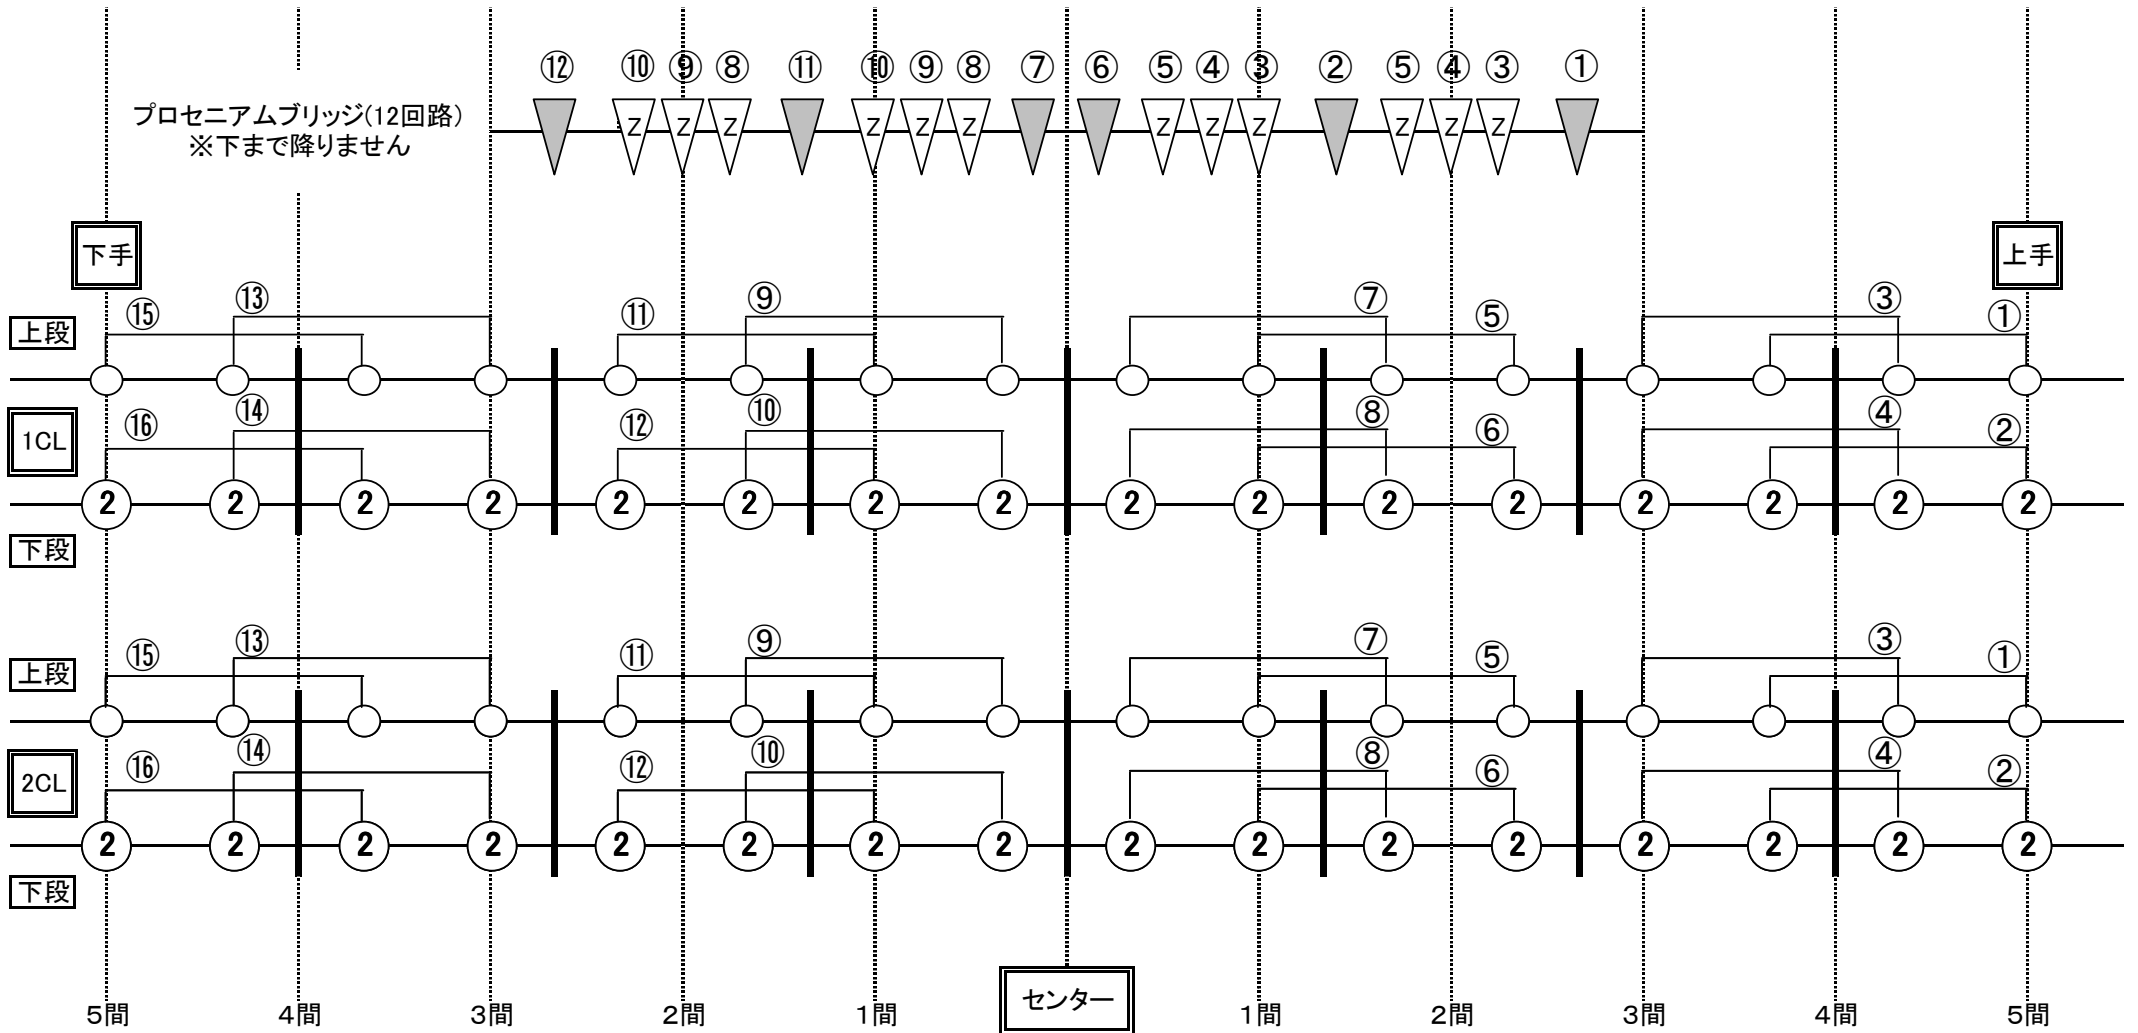 ⑫ ⑩ ⑨ ⑧ ⑪ ⑩ ⑨ ⑧ ⑦ ⑥ ⑤ ④ ③ ② ⑤ ④ ③ ①
プロセニアムブリッジ(12回路)
※下まで降りません
Z Z Z Z Z Z Z Z Z Z Z Z
下手
上手
⑮ ⑬ ⑪ ⑨ ⑦ ⑤ ③ ①
上段
1CL
⑯ ⑭ ⑫ ⑩ ⑧ ⑥ ④ ②
2 2 2 2 2 2 2 2 2 2 2 2 2 2 2 2
下段
⑮ ⑬ ⑪ ⑨ ⑦ ⑤ ③ ①
上段
2CL
⑯ ⑭ ⑫ ⑩ ⑧ ⑥ ④ ②
2 2 2 2 2 2 2 2 2 2 2 2 2 2 2 2
下段
センター
5間 4間 3間 2間 1間 1間 2間 3間 4間 5間